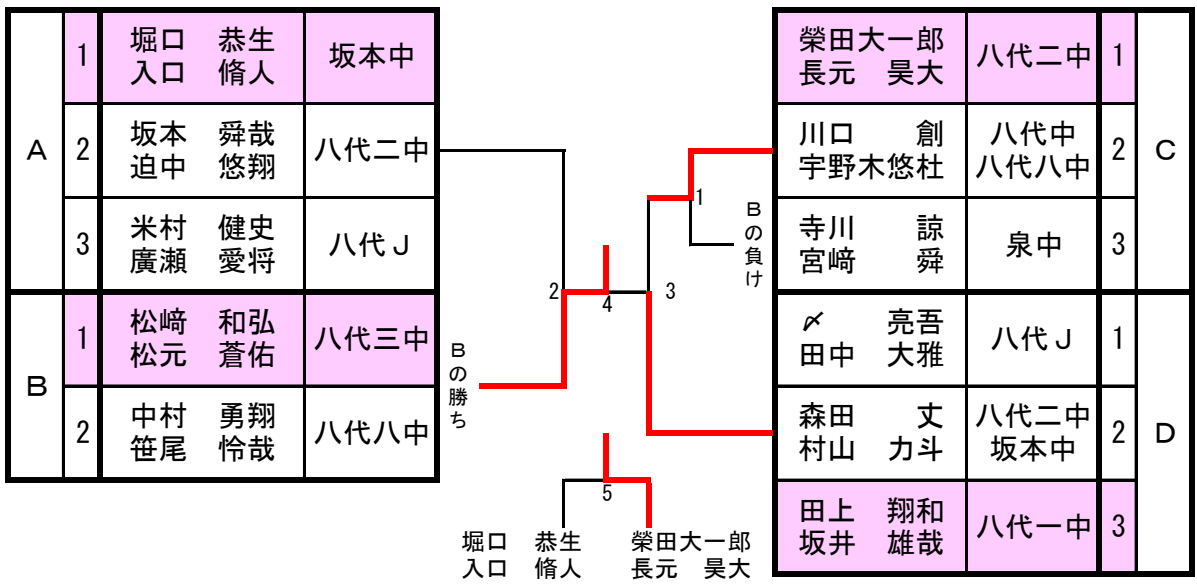 A
1
堀口　恭生
入口　脩人
坂本中
2
坂本　舜哉
迫中　悠翔
八代二中
3
米村　健史
廣瀬　愛将
八代J
B
1
松﨑　和弘
松元　蒼佑
八代三中
2
中村　勇翔
笹尾　怜哉
八代八中
Bの勝ち
2
4
3
1
Bの負け
5
堀口　恭生
入口　脩人
榮田大一郎
長元　昊大
榮田大一郎
長元　昊大
八代二中
1
C
川口　創
宇野木悠杜
八代中
八代八中
2
寺川　諒
宮﨑　舜
泉中
3
〆　亮吾
田中　大雅
八代J
1
D
森田　丈
村山　力斗
八代二中
坂本中
2
田上　翔和
坂井　雄哉
八代一中
3